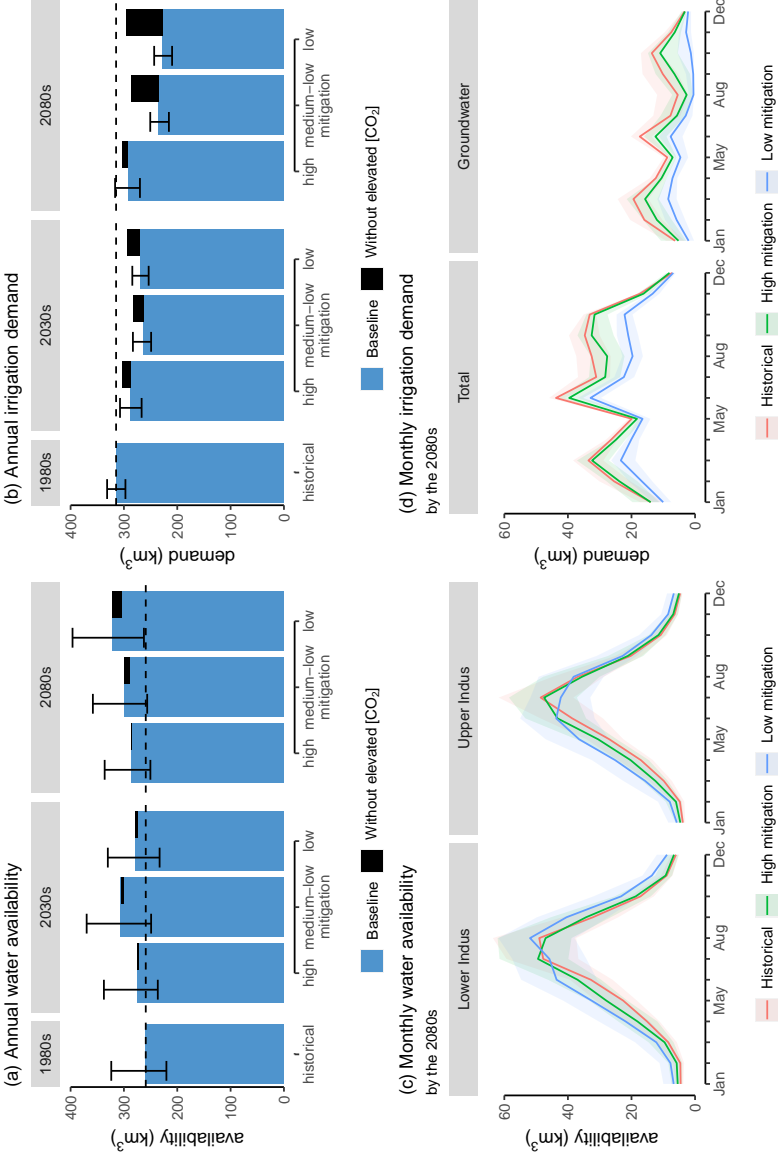 (a) Annual water availability
1980s
2030s
2080s
availability (km³)
400
300
200
100
0
historical
high medium−low low
mitigation
high medium−low low
mitigation
Baseline Without elevated [CO₂]
(b) Annual irrigation demand
1980s
2030s
2080s
demand (km³)
400
300
200
100
0
historical
high medium−low low
mitigation
high medium−low low
mitigation
Baseline Without elevated [CO₂]
(c) Monthly water availability
by the 2080s
Lower Indus
Upper Indus
availability (km³)
60
40
20
0
Jan May Aug Dec
Jan May Aug Dec
Historical High mitigation Low mitigation
(d) Monthly irrigation demand
by the 2080s
Total
Groundwater
demand (km³)
60
40
20
0
Jan May Aug Dec
Jan May Aug Dec
Historical High mitigation Low mitigation